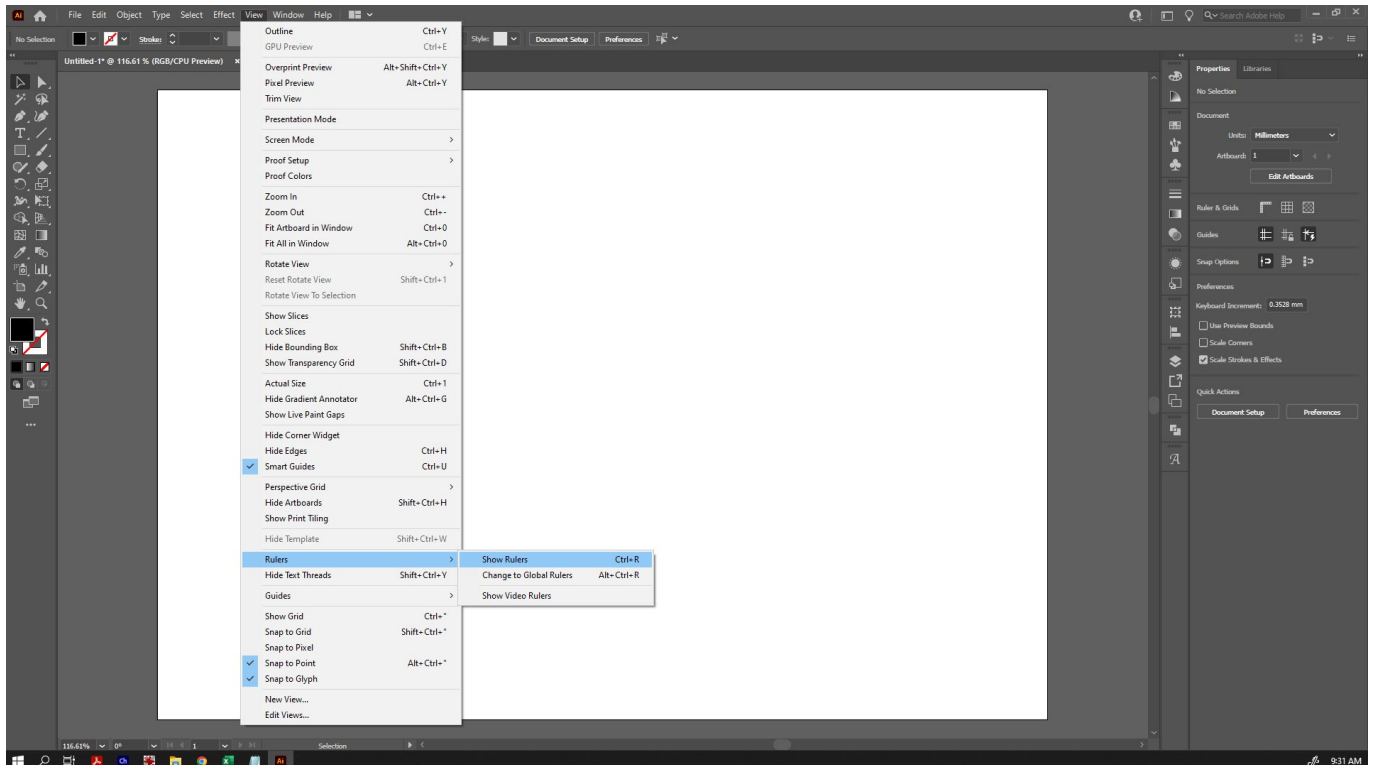 Ai File Edit Object Type Select Effect View Window Help
Search Adobe Help
No Selection Stroke: Style: Document Setup Preferences
Untitled-1* @ 116.61 % (RGB/CPU Preview) ×
Outline Ctrl+Y
GPU Preview Ctrl+E
Overprint Preview Alt+Shift+Ctrl+Y
Pixel Preview Alt+Ctrl+Y
Trim View
Presentation Mode
Screen Mode
Proof Setup
Proof Colors
Zoom In Ctrl++
Zoom Out Ctrl+-
Fit Artboard in Window Ctrl+0
Fit All in Window Alt+Ctrl+0
Rotate View
Reset Rotate View Shift+Ctrl+1
Rotate View To Selection
Show Slices
Lock Slices
Hide Bounding Box Shift+Ctrl+B
Show Transparency Grid Shift+Ctrl+D
Actual Size Ctrl+1
Hide Gradient Annotator Alt+Ctrl+G
Show Live Paint Gaps
Hide Corner Widget
Hide Edges Ctrl+H
Smart Guides Ctrl+U
Perspective Grid
Hide Artboards Shift+Ctrl+H
Show Print Tiling
Hide Template Shift+Ctrl+W
Rulers
Hide Text Threads Shift+Ctrl+Y
Guides
Show Grid Ctrl+"
Snap to Grid Shift+Ctrl+"
Snap to Pixel
Snap to Point Alt+Ctrl+"
Snap to Glyph
New View...
Edit Views...
Show Rulers Ctrl+R
Change to Global Rulers Alt+Ctrl+R
Show Video Rulers
Properties Libraries
No Selection
Document
Units: Millimeters
Artboard: 1
Edit Artboards
Ruler & Grids
Guides
Snap Options
Preferences
Keyboard Increment: 0.3528 mm
Use Preview Bounds
Scale Corners
Scale Strokes & Effects
Quick Actions
Document Setup Preferences
116.61% 0° 1 Selection
Ch Ai 9:31 AM